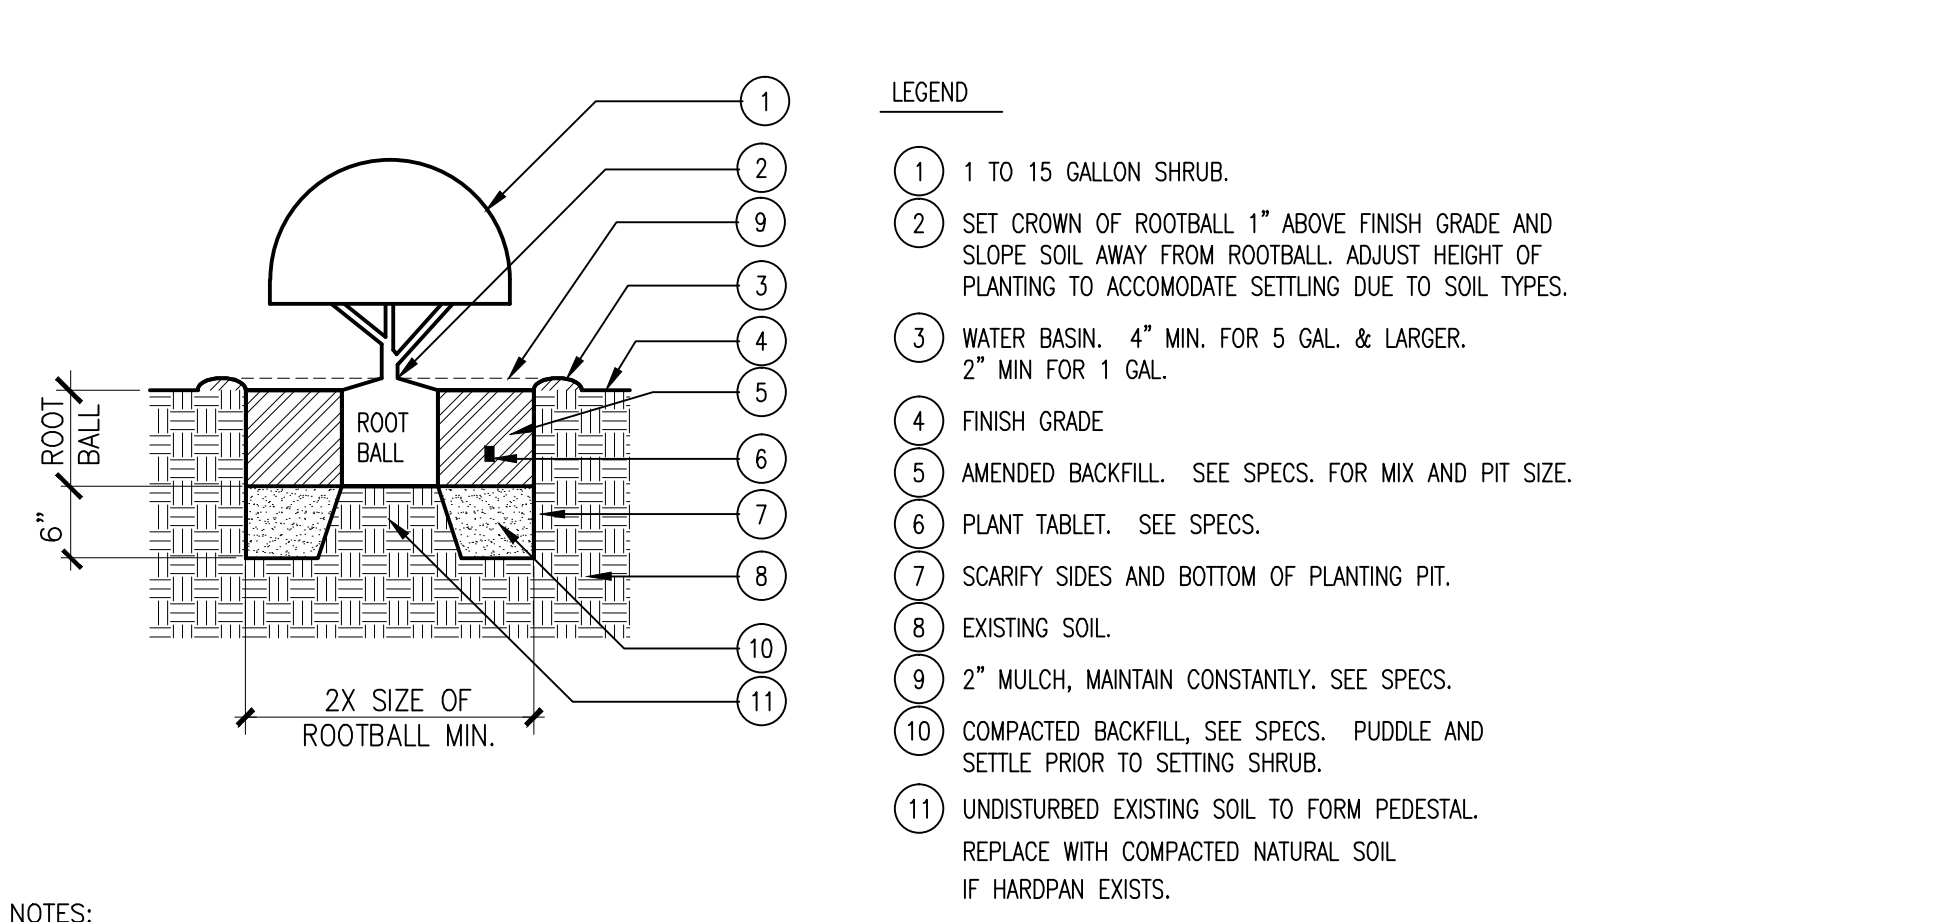 1
2
9
3
4
5
6
7
8
10
11
ROOT
BALL
ROOT
BALL
6”
2X SIZE OF
ROOTBALL MIN.
LEGEND
1 1 TO 15 GALLON SHRUB.
2 SET CROWN OF ROOTBALL 1” ABOVE FINISH GRADE AND
SLOPE SOIL AWAY FROM ROOTBALL. ADJUST HEIGHT OF
PLANTING TO ACCOMODATE SETTLING DUE TO SOIL TYPES.
3 WATER BASIN. 4” MIN. FOR 5 GAL. & LARGER.
2” MIN FOR 1 GAL.
4 FINISH GRADE
5 AMENDED BACKFILL. SEE SPECS. FOR MIX AND PIT SIZE.
6 PLANT TABLET. SEE SPECS.
7 SCARIFY SIDES AND BOTTOM OF PLANTING PIT.
8 EXISTING SOIL.
9 2” MULCH, MAINTAIN CONSTANTLY. SEE SPECS.
10 COMPACTED BACKFILL, SEE SPECS. PUDDLE AND
SETTLE PRIOR TO SETTING SHRUB.
11 UNDISTURBED EXISTING SOIL TO FORM PEDESTAL.
REPLACE WITH COMPACTED NATURAL SOIL
IF HARDPAN EXISTS.
NOTES: